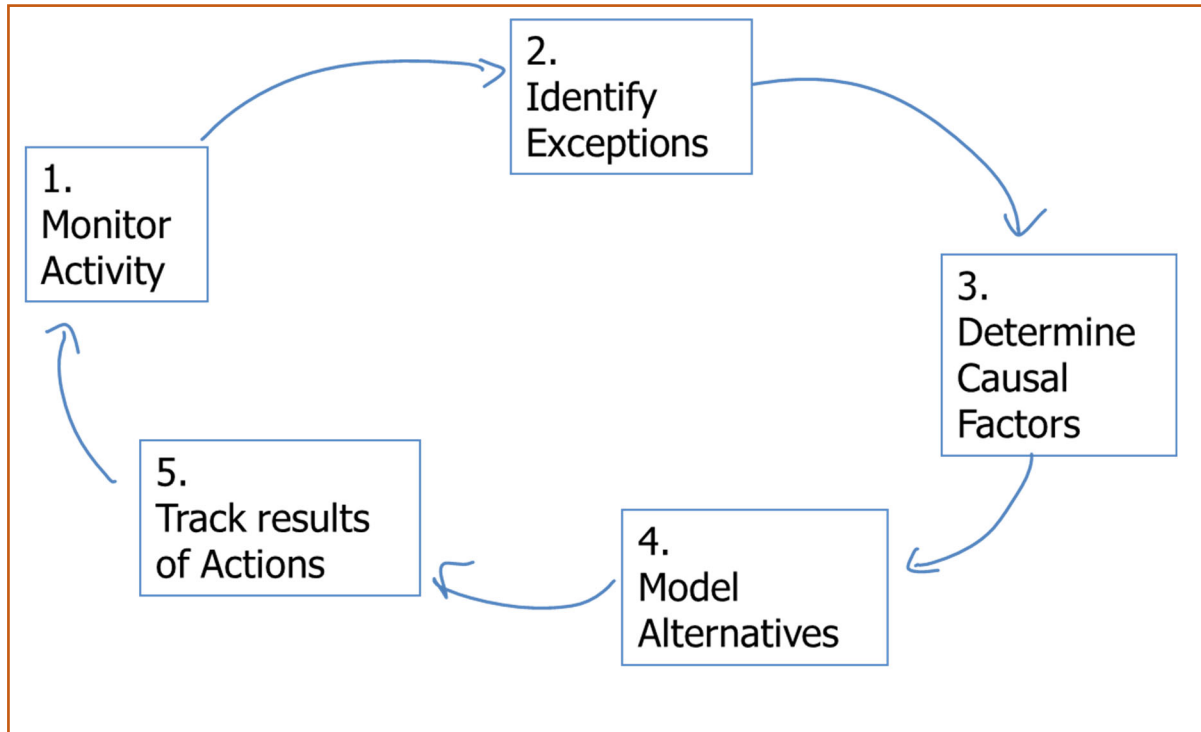 1.
Monitor
Activity
2.
Identify
Exceptions
3.
Determine
Causal
Factors
4.
Model
Alternatives
5.
Track results
of Actions